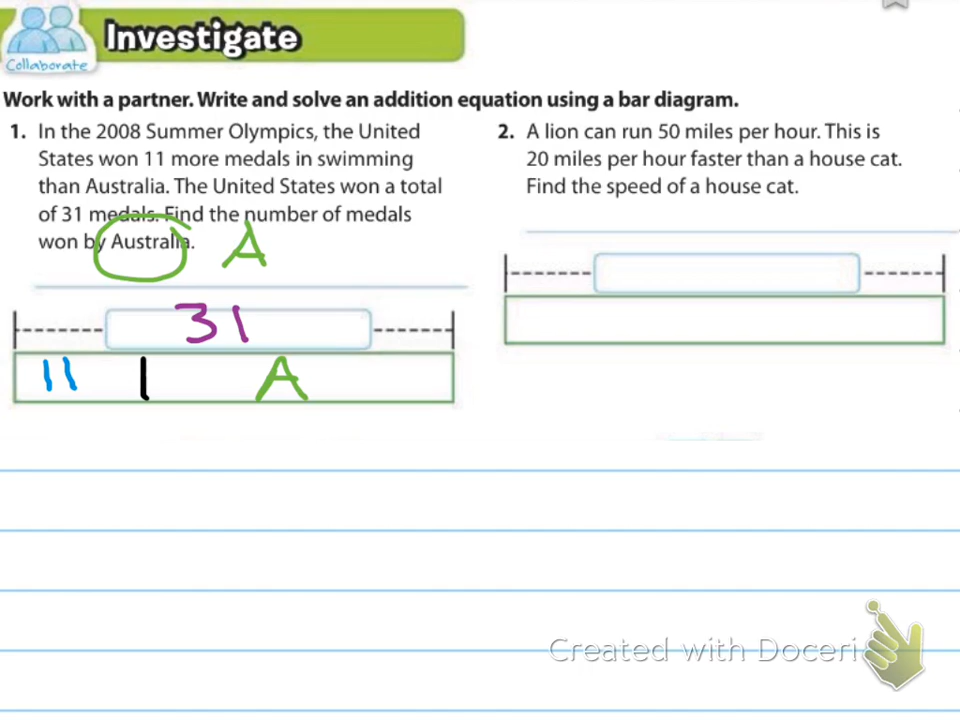 Investigate
Collaborate
Work with a partner. Write and solve an addition equation using a bar diagram.
1. In the 2008 Summer Olympics, the United
States won 11 more medals in swimming
than Australia. The United States won a total
of 31 medals. Find the number of medals
won by Australia.
A
31
11 A
2. A lion can run 50 miles per hour. This is
20 miles per hour faster than a house cat.
Find the speed of a house cat.
Created with Doceri